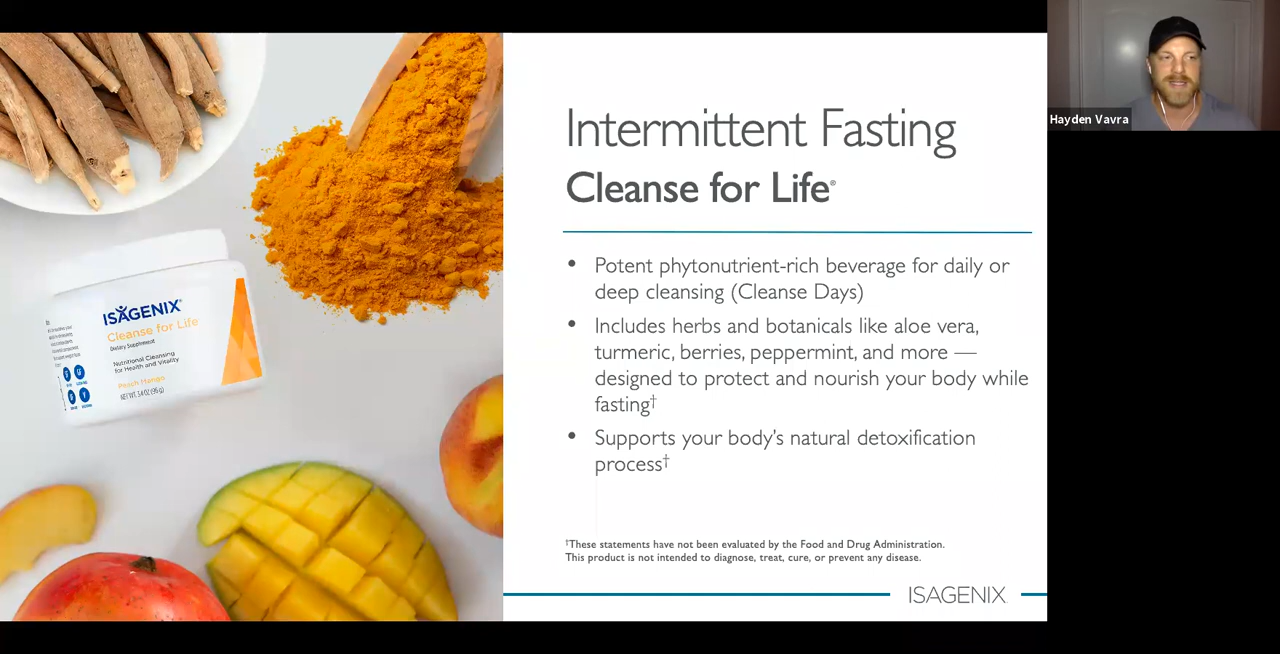 Intermittent Fasting
Cleanse for Life®
• Potent phytonutrient-rich beverage for daily or
deep cleansing (Cleanse Days)
• Includes herbs and botanicals like aloe vera,
turmeric, berries, peppermint, and more —
designed to protect and nourish your body while
fasting†
• Supports your body's natural detoxification
process†
†These statements have not been evaluated by the Food and Drug Administration.
This product is not intended to diagnose, treat, cure, or prevent any disease.
ISAGENIX
ISAGENIX®
Cleanse for Life
Dietary Supplement
Nutritional Cleansing
for Health and Vitality
Peach Mango
NET WT. 3.4 OZ (96 g)
Hayden Vavra